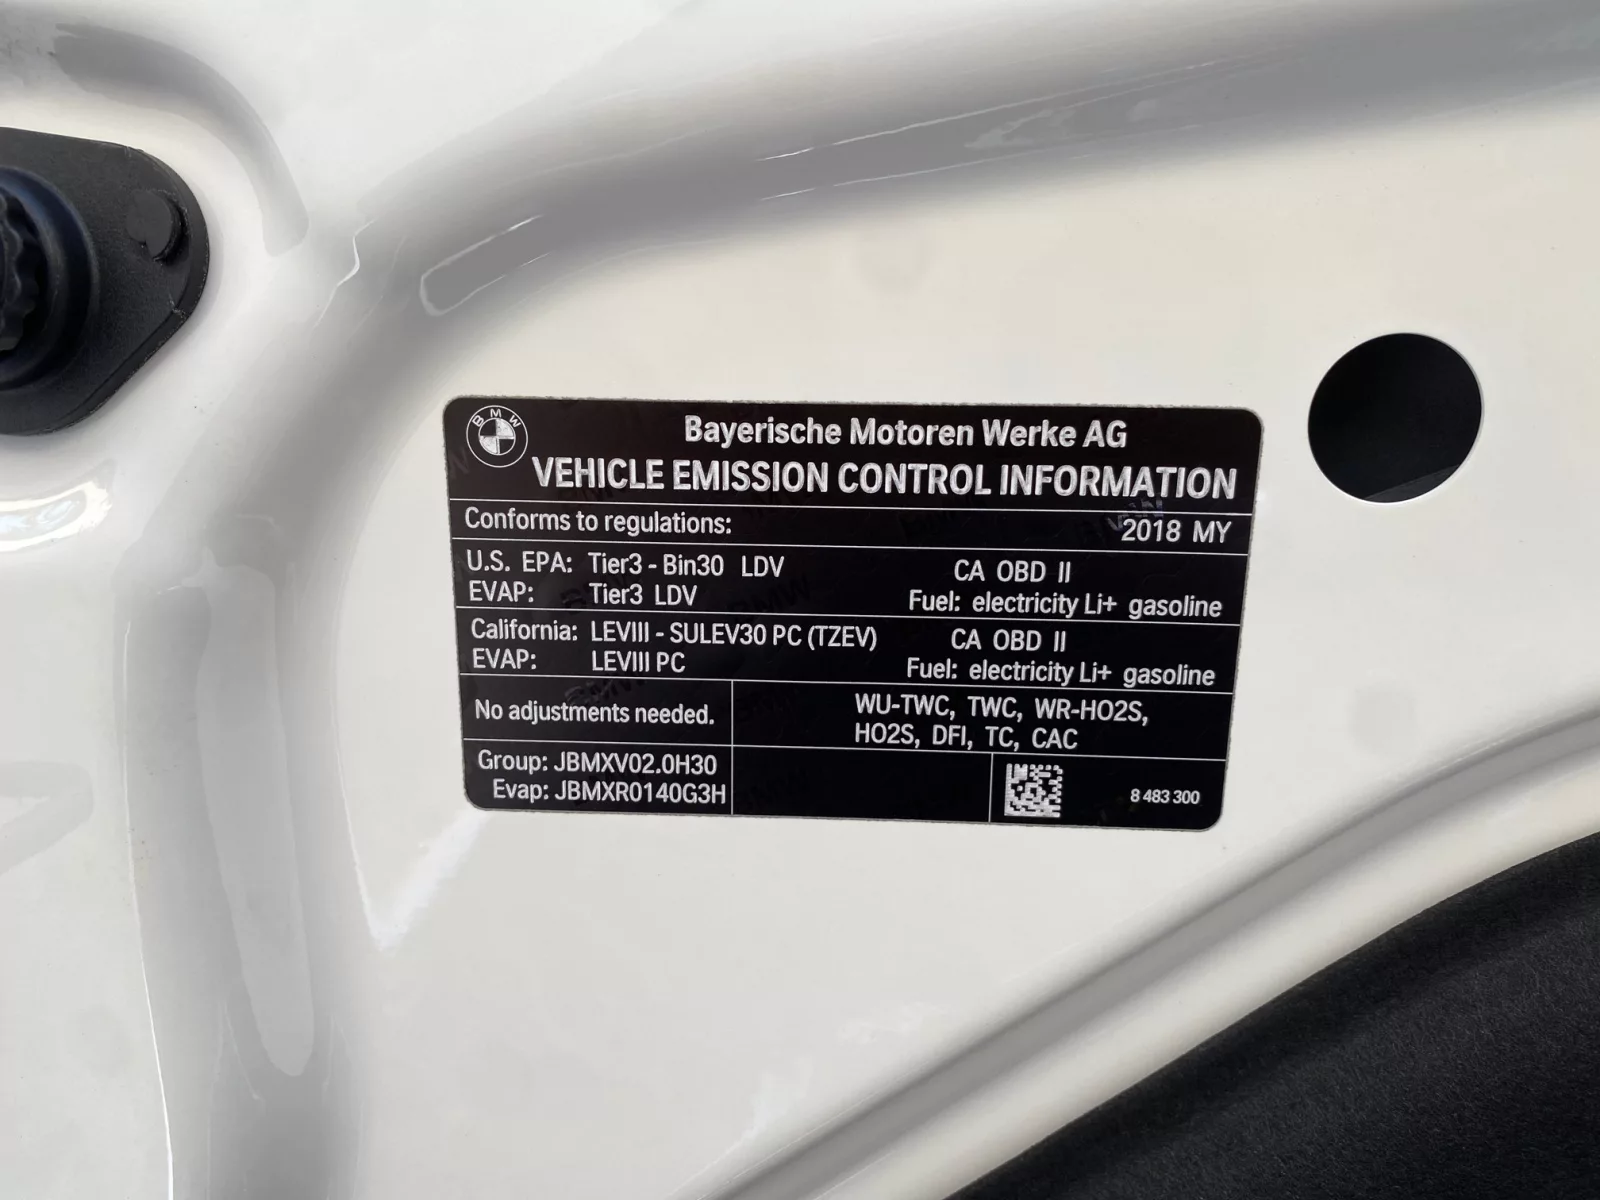 BMW
Bayerische Motoren Werke AG
VEHICLE EMISSION CONTROL INFORMATION
Conforms to regulations: 2018 MY
U.S. EPA: Tier3 - Bin30 LDV CA OBD II
EVAP: Tier3 LDV Fuel: electricity Li+ gasoline
California: LEVIII - SULEV30 PC (TZEV) CA OBD II
EVAP: LEVIII PC Fuel: electricity Li+ gasoline
No adjustments needed.
WU-TWC, TWC, WR-HO2S,
HO2S, DFI, TC, CAC
Group: JBMXV02.0H30
Evap: JBMXR0140G3H
8 483 300